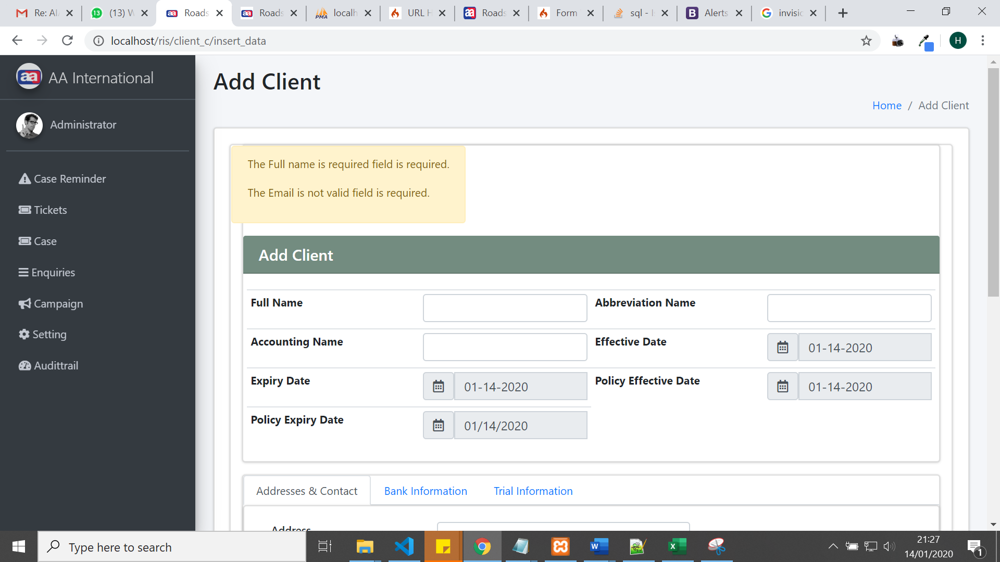 Re: AI
(13) W
Roads
Roads
localh
URL H
Roads
Form
sql - Is
Alerts
invisic
localhost/ris/client_c/insert_data
H
aa
AA International
Administrator
Case Reminder
Tickets
Case
Enquiries
Campaign
Setting
Audittrail
Add Client
Home / Add Client
The Full name is required field is required.
The Email is not valid field is required.
Add Client
Full Name
Abbreviation Name
Accounting Name
Effective Date
01-14-2020
Expiry Date
01-14-2020
Policy Effective Date
01-14-2020
Policy Expiry Date
01/14/2020
Addresses & Contact
Bank Information
Trial Information
Address
Type here to search
21:27
14/01/2020
1